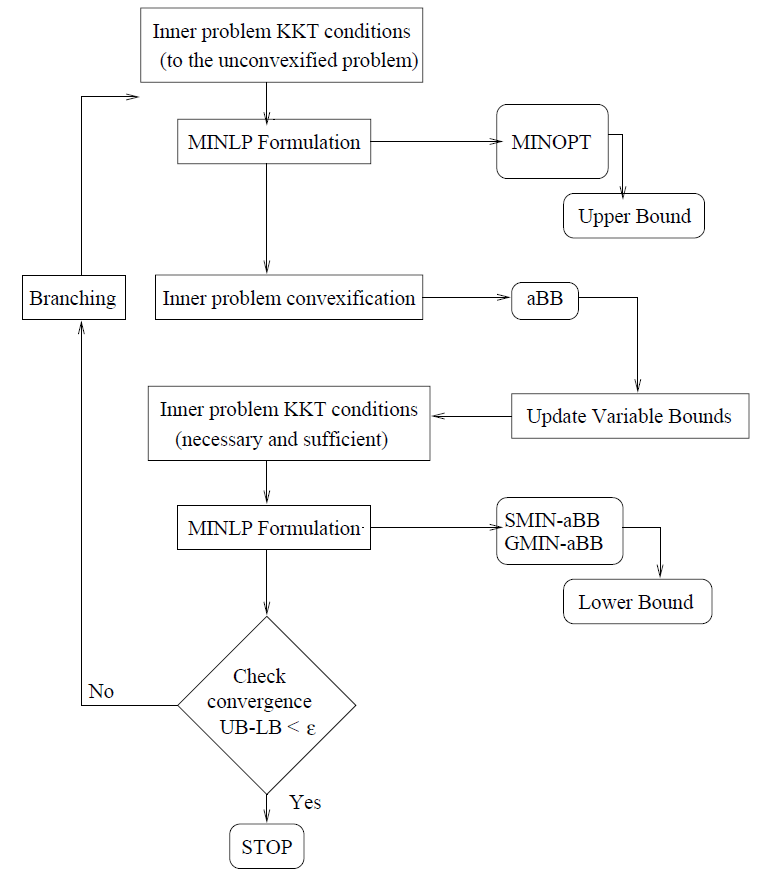 Inner problem KKT conditions
(to the unconvexified problem)
MINLP Formulation
MINOPT
Upper Bound
Branching
Inner problem convexification
aBB
Inner problem KKT conditions
(necessary and sufficient)
Update Variable Bounds
MINLP Formulation
SMIN-aBB
GMIN-aBB
Lower Bound
Check
convergence
UB-LB < ε
No
Yes
STOP